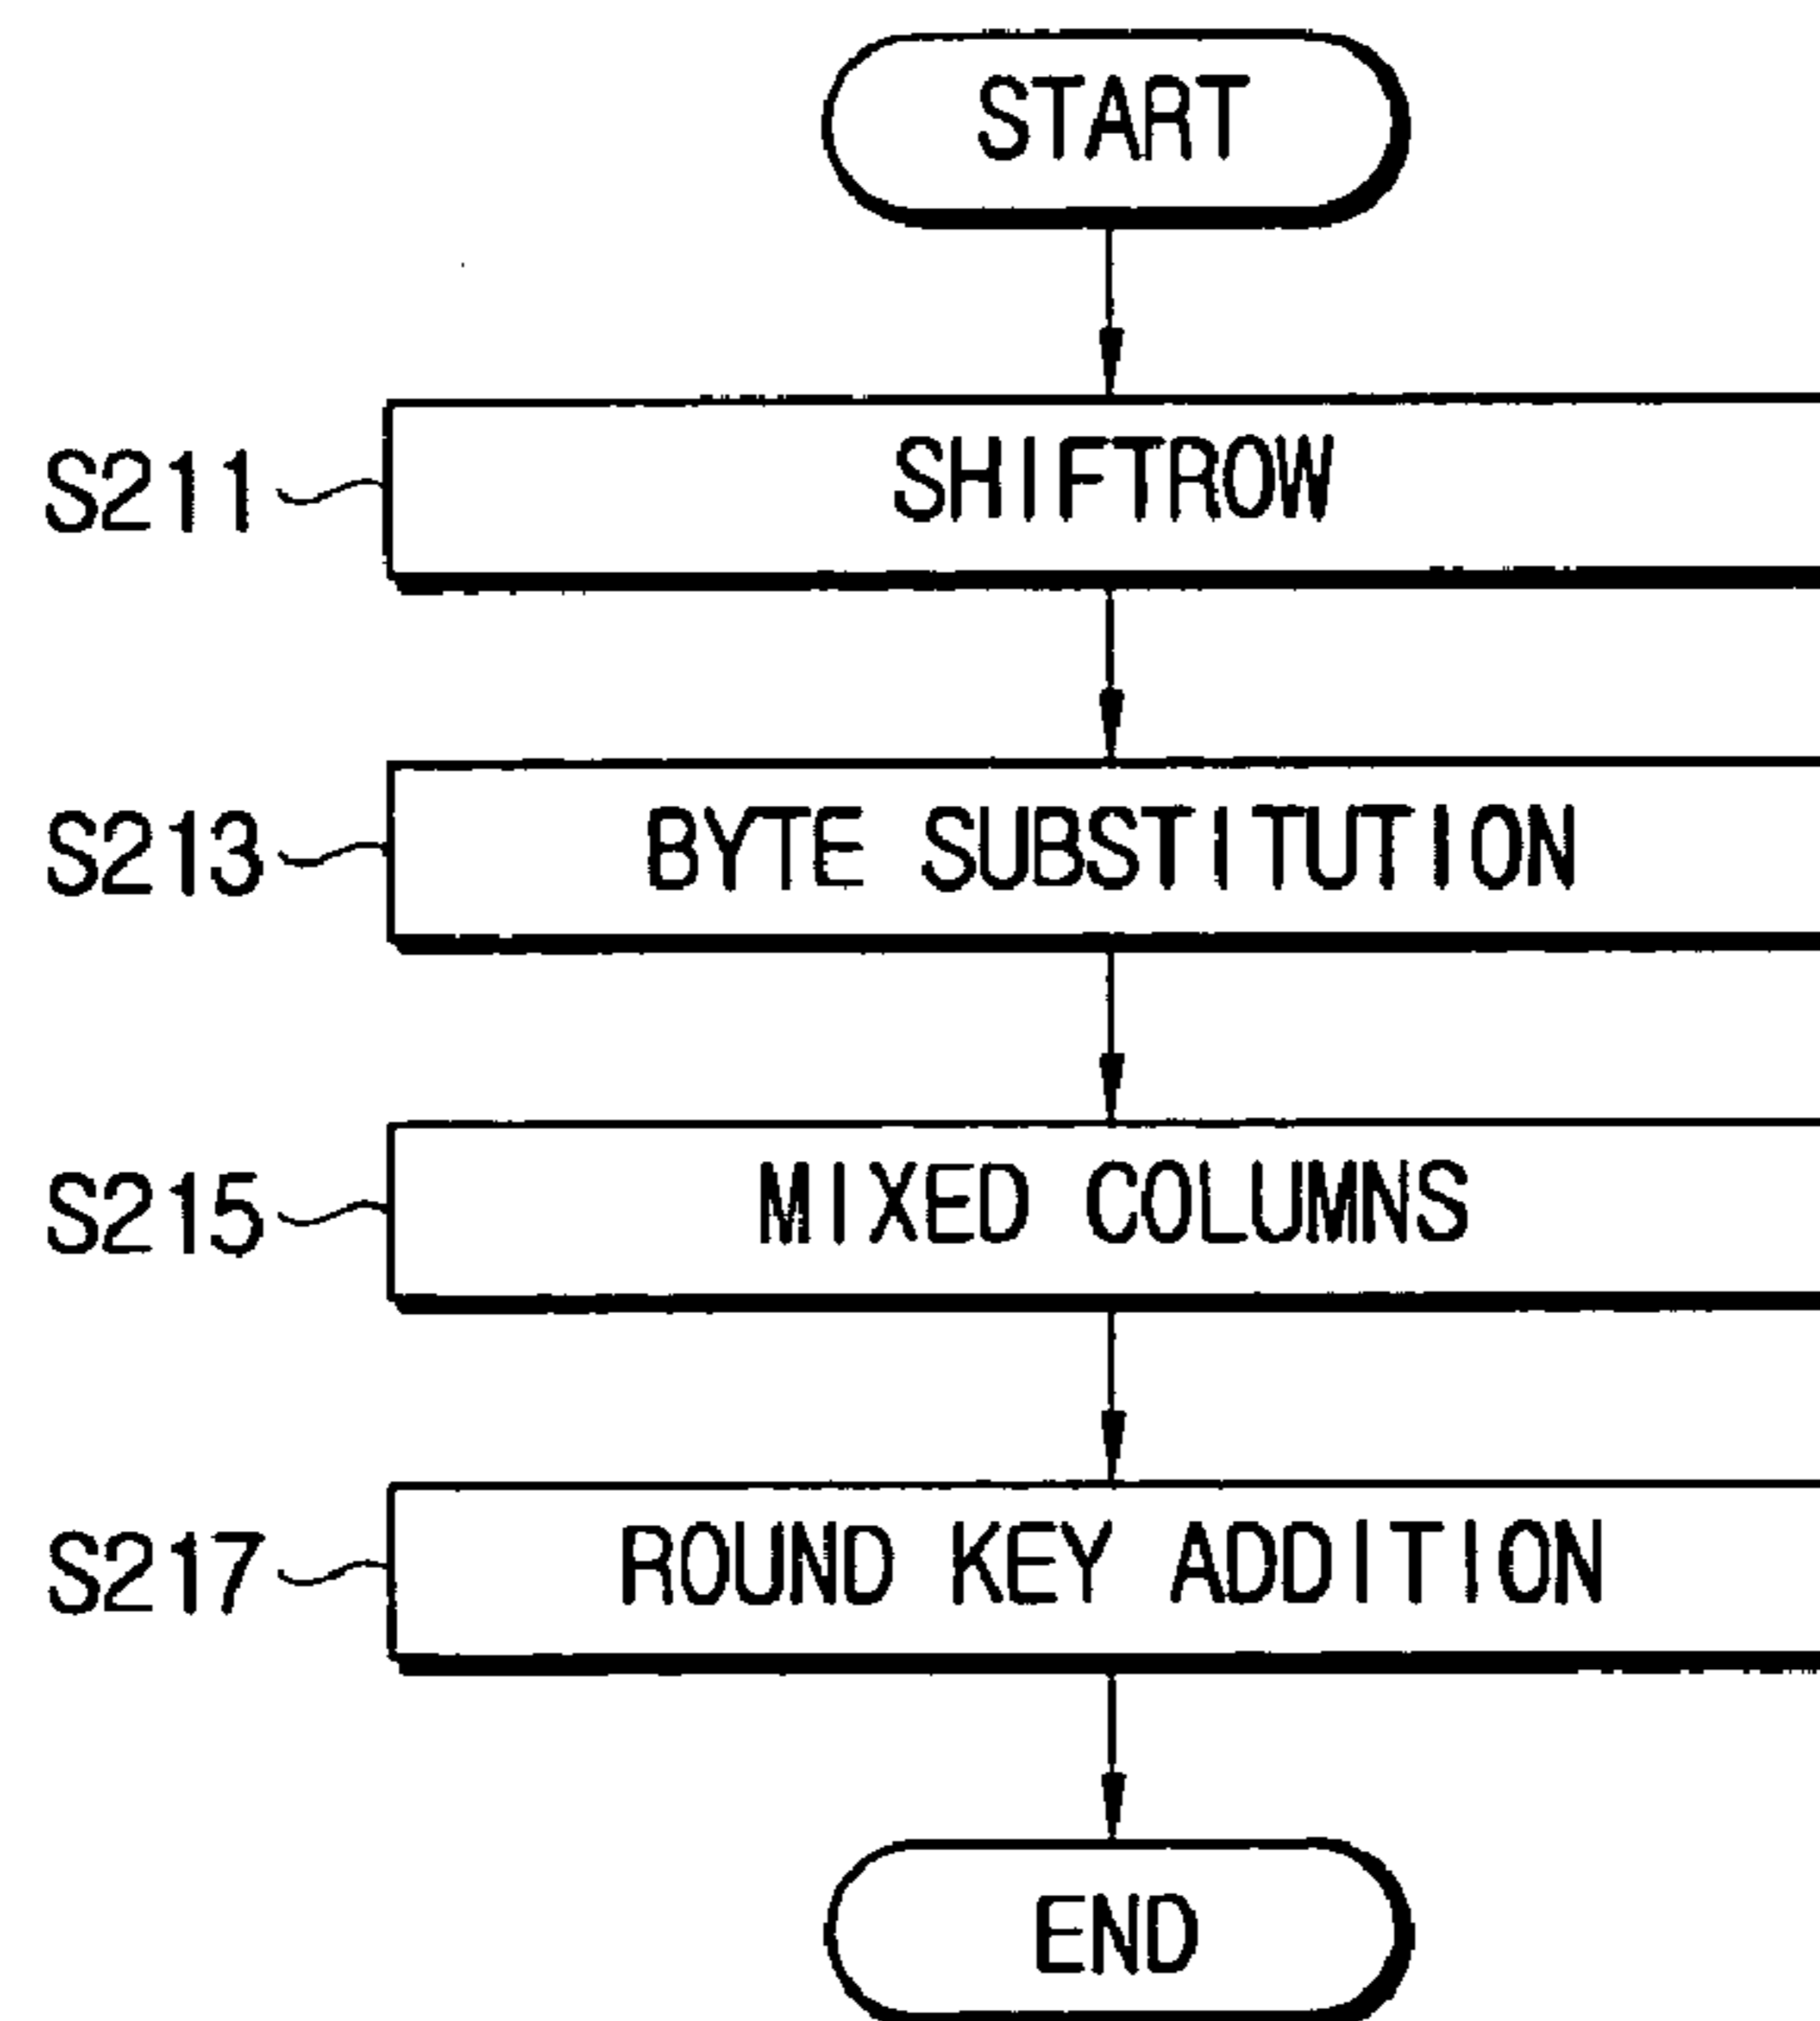 START
S211 SHIFTROW
S213 BYTE SUBSTITUTION
S215 MIXED COLUMNS
S217 ROUND KEY ADDITION
END